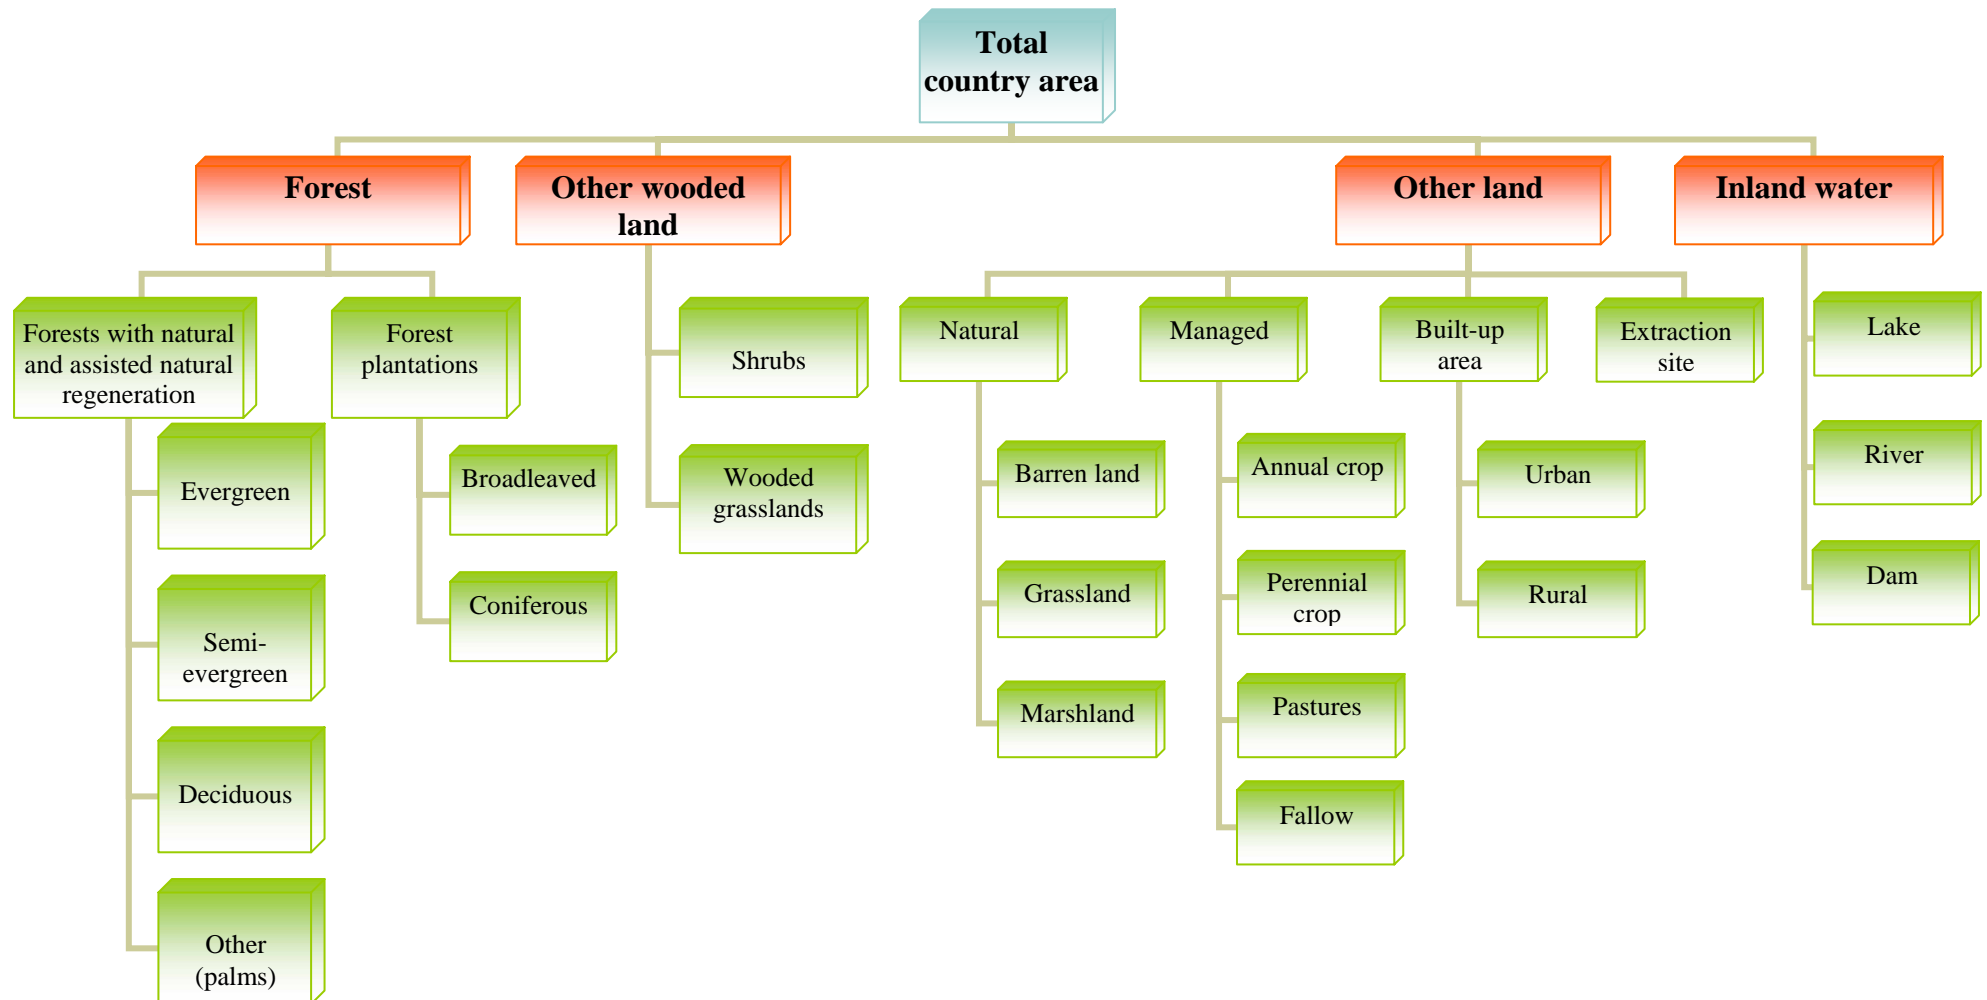 Total
country area
Forest
Other wooded
land
Other land
Inland water
Forests with natural
and assisted natural
regeneration
Forest
plantations
Shrubs
Wooded
grasslands
Natural
Managed
Built-up
area
Extraction
site
Lake
River
Dam
Evergreen
Semi-
evergreen
Deciduous
Other
(palms)
Broadleaved
Coniferous
Barren land
Grassland
Marshland
Annual crop
Perennial
crop
Pastures
Fallow
Urban
Rural